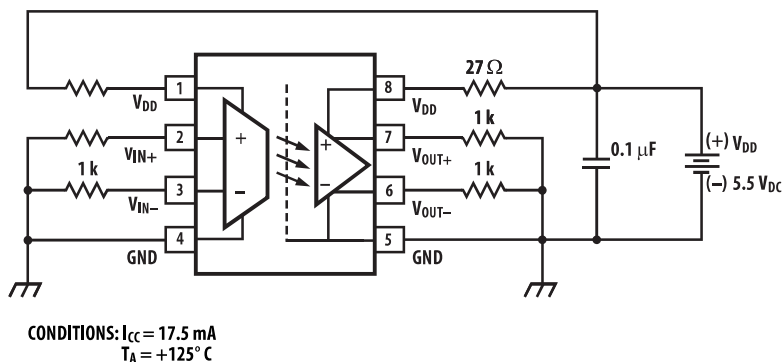 1
V_DD
2
V_IN+
1 k
3
V_IN−
4
GND
+
−
+
−
8
27 Ω
V_DD
7
1 k
V_OUT+
6
1 k
V_OUT−
5
GND
0.1 μF
(+) V_DD
(−) 5.5 V_DC
CONDITIONS: I_CC = 17.5 mA
T_A = +125° C